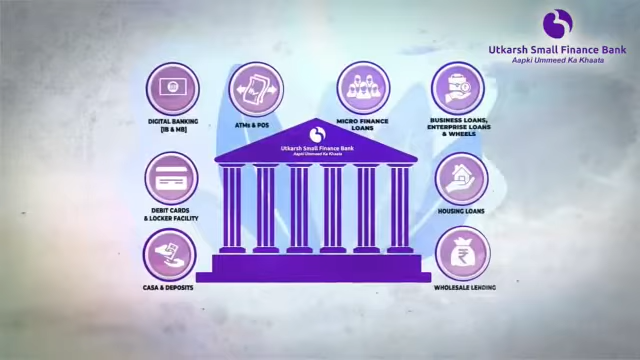 Utkarsh Small Finance Bank
Aapki Ummeed Ka Khaata
DIGITAL BANKING
[IB & MB]
ATMs & POS
MICRO FINANCE
LOANS
BUSINESS LOANS,
ENTERPRISE LOANS
& WHEELS
Utkarsh Small Finance Bank
Aapki Ummeed Ka Khaata
DEBIT CARDS
& LOCKER FACILITY
HOUSING LOANS
CASA & DEPOSITS
₹
WHOLESALE LENDING